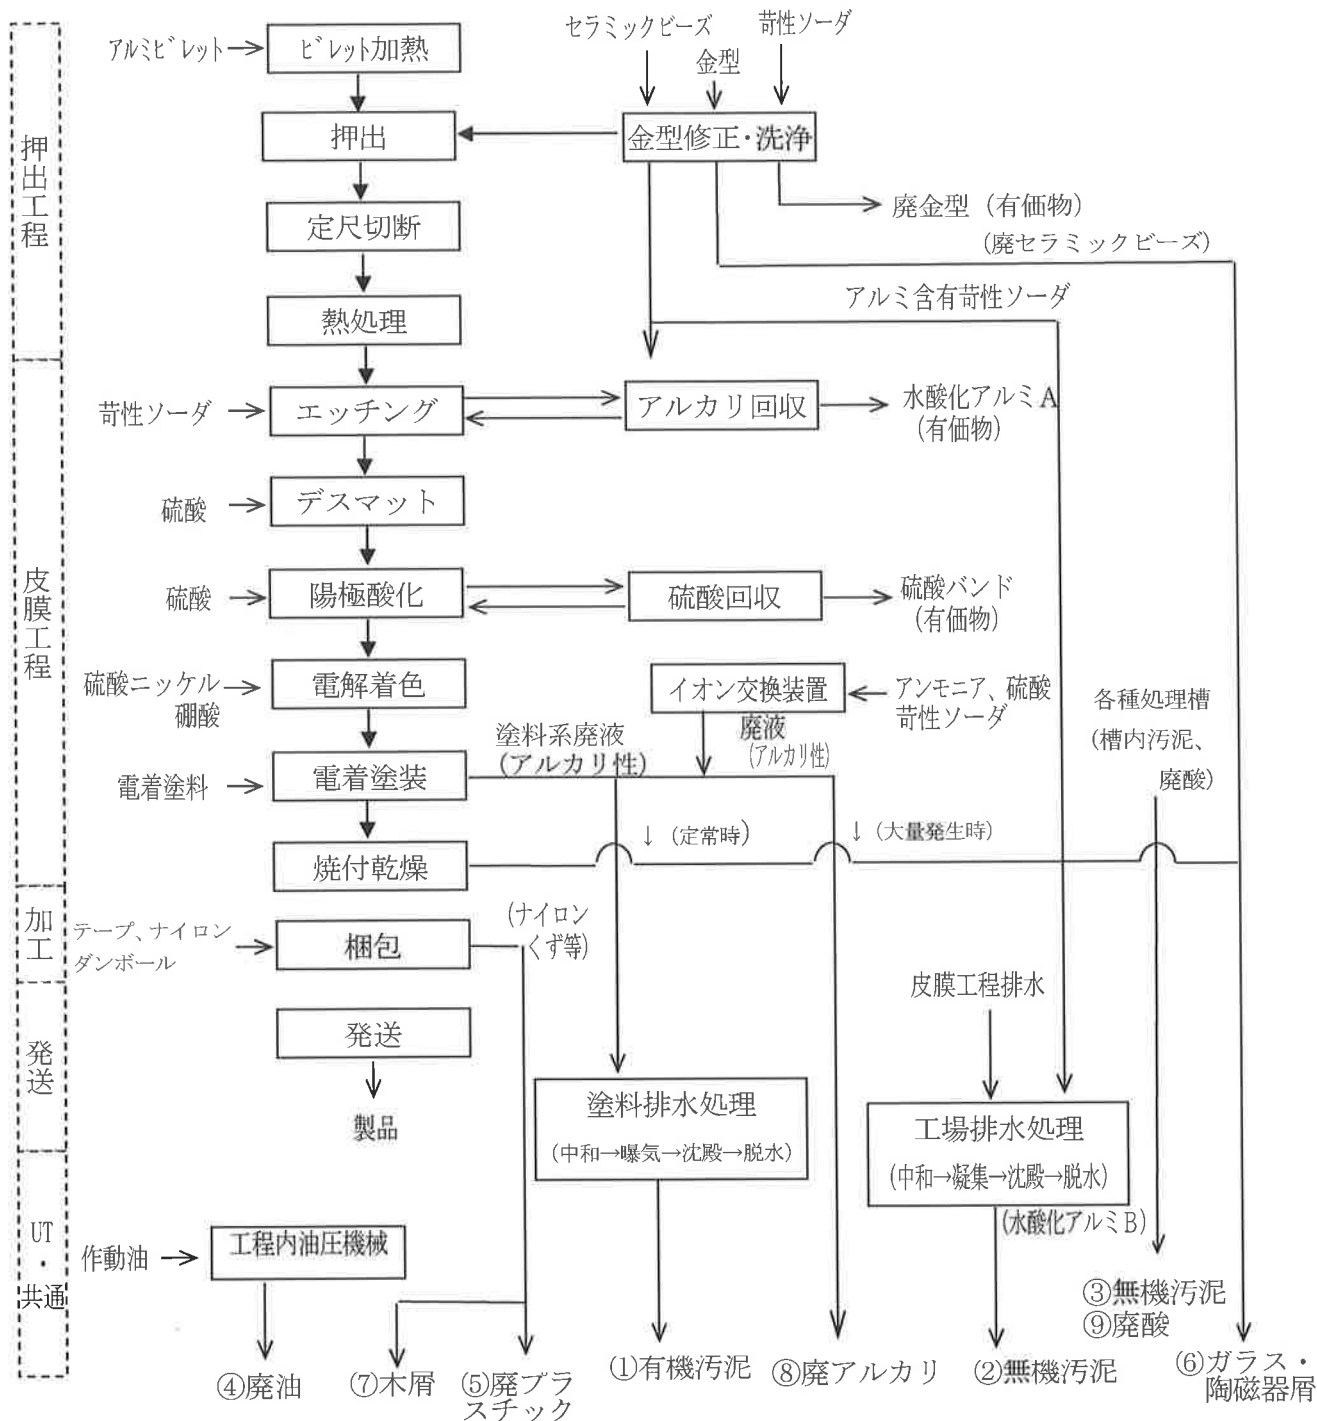 押出工程
皮膜工程
加工
発送
UT・共通
アルミビレット
ビレット加熱
押出
定尺切断
熱処理
セラミックビーズ
金型
苛性ソーダ
金型修正・洗浄
廃金型（有価物）
(廃セラミックビーズ)
アルミ含有苛性ソーダ
苛性ソーダ
エッチング
アルカリ回収
水酸化アルミA
(有価物)
硫酸
デスマット
硫酸
陽極酸化
硫酸回収
硫酸バンド
(有価物)
硫酸ニッケル
硼酸
電解着色
イオン交換装置
アンモニア、硫酸
苛性ソーダ
廃液
(アルカリ性)
各種処理槽
(槽内汚泥、
廃酸)
塗料系廃液
(アルカリ性)
電着塗料
電着塗装
↓（定常時）
↓（大量発生時）
焼付乾燥
テープ、ナイロン
ダンボール
梱包
(ナイロン
くず等)
発送
製品
皮膜工程排水
塗料排水処理
(中和→曝気→沈殿→脱水)
工場排水処理
(中和→凝集→沈殿→脱水)
(水酸化アルミB)
作動油
工程内油圧機械
④廃油
⑦木屑
⑤廃プラ
スチック
①有機汚泥
⑧廃アルカリ
②無機汚泥
③無機汚泥
⑨廃酸
⑥ガラス・
陶磁器屑